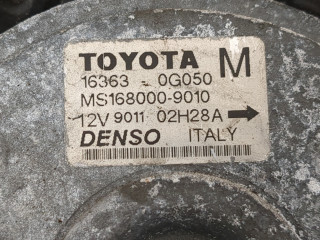 TOYOTA M
16363 - 0G050
MS168000-9010
12V 9011 02H28A
DENSO ITALY